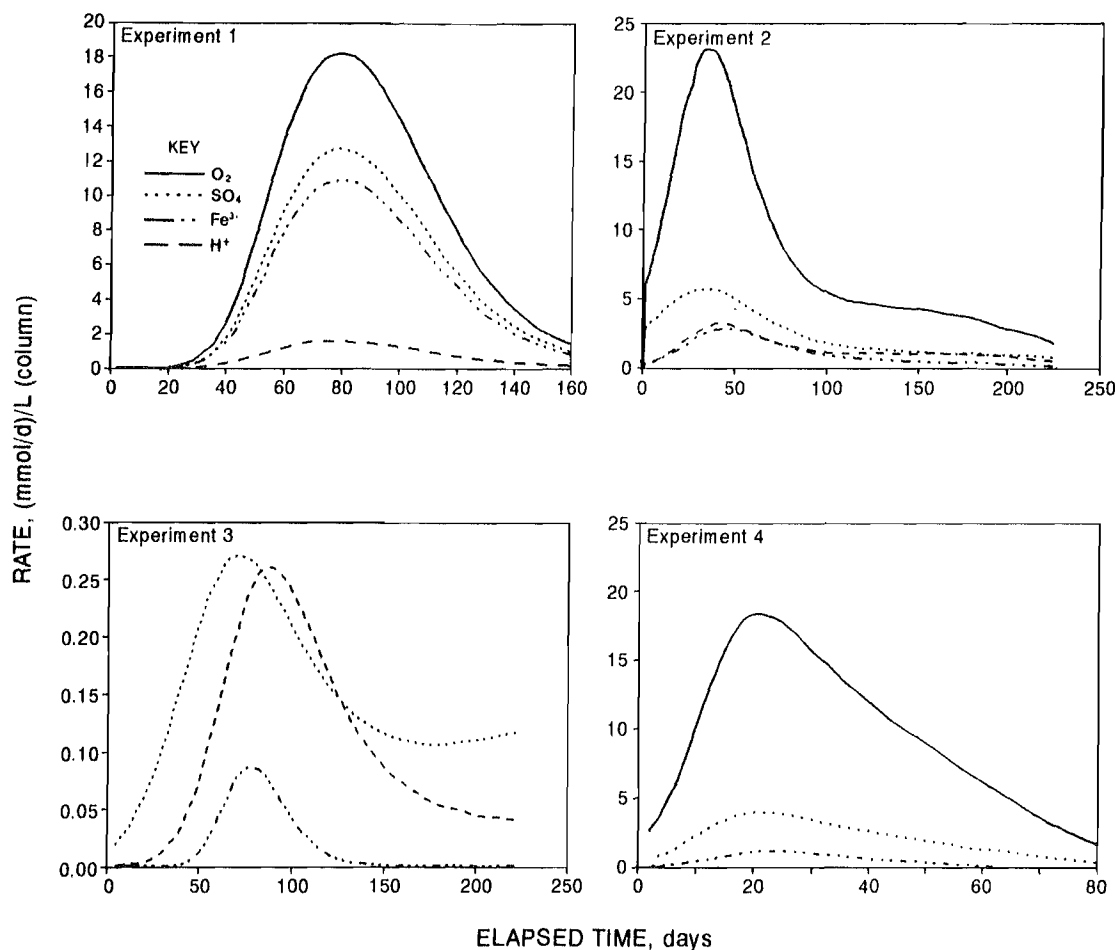 RATE, (mmol/d)/L (column)
Experiment 1
20
18
16
14
12
10
8
6
4
2
0
KEY
O₂
SO₄
Fe³⁺
H⁺
0 20 40 60 80 100 120 140 160
Experiment 2
25
20
15
10
5
0
0 50 100 150 200 250
Experiment 3
0.30
0.25
0.20
0.15
0.10
0.05
0.00
0 50 100 150 200 250
Experiment 4
25
20
15
10
5
0
0 20 40 60 80
ELAPSED TIME, days